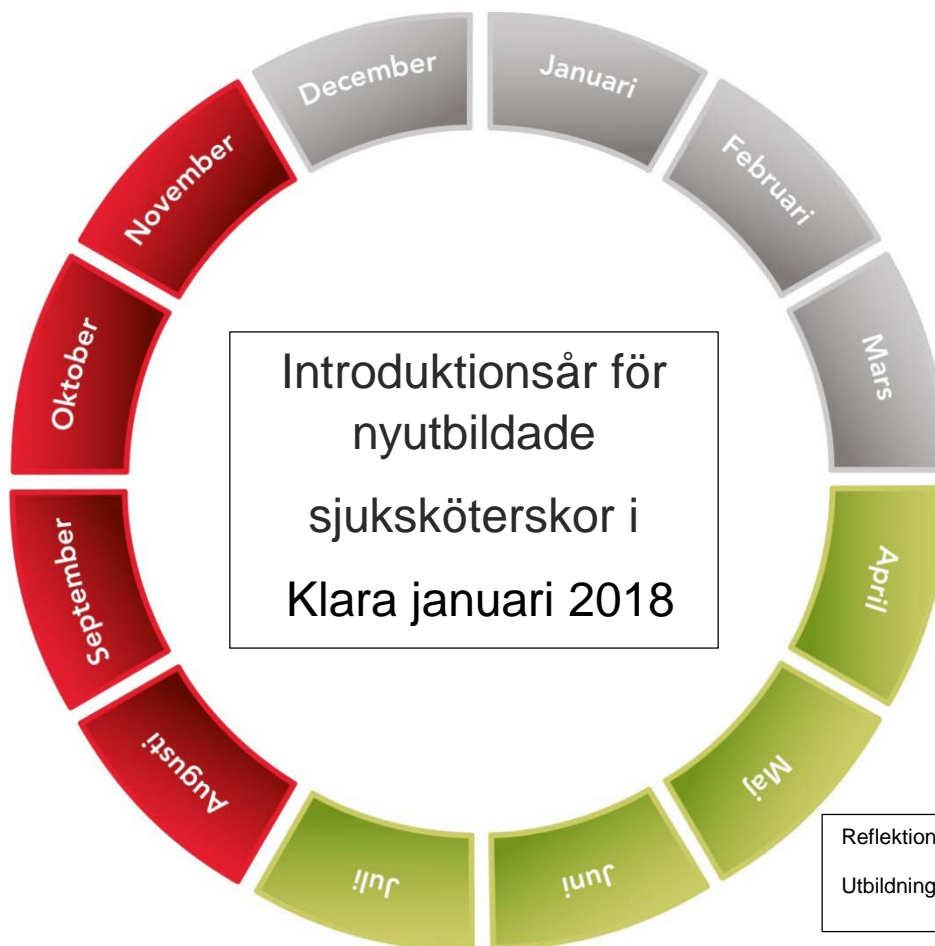 December
Januari
Februari
Mars
April
Maj
Juni
Juli
Augusti
September
Oktober
November
Introduktionsår för
nyutbildade
sjuksköterskor i
Klara januari 2018
Reflektion
Utbildning